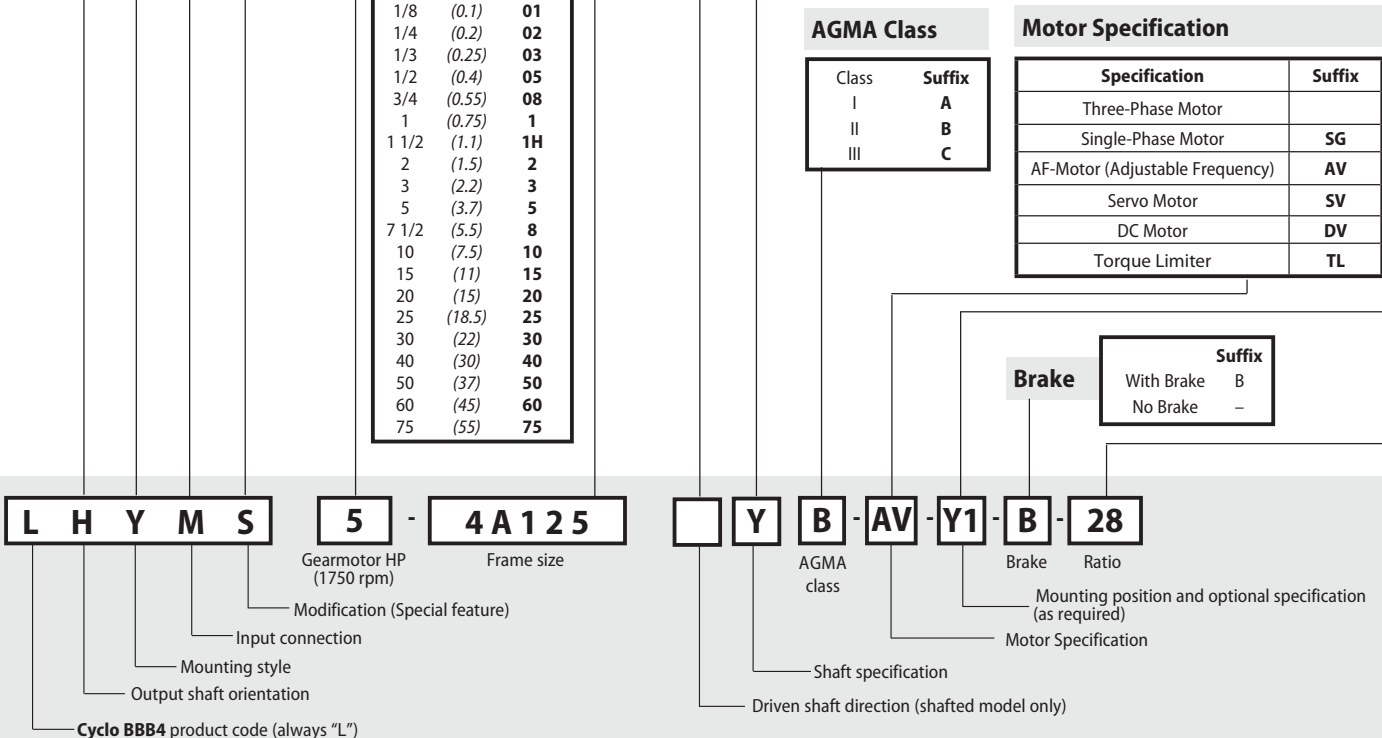 1/8 (0.1) 01
1/4 (0.2) 02
1/3 (0.25) 03
1/2 (0.4) 05
3/4 (0.55) 08
1 (0.75) 1
1 1/2 (1.1) 1H
2 (1.5) 2
3 (2.2) 3
5 (3.7) 5
7 1/2 (5.5) 8
10 (7.5) 10
15 (11) 15
20 (15) 20
25 (18.5) 25
30 (22) 30
40 (30) 40
50 (37) 50
60 (45) 60
75 (55) 75
AGMA Class
Class Suffix
I A
II B
III C
Motor Specification
Specification Suffix
Three-Phase Motor
Single-Phase Motor SG
AF-Motor (Adjustable Frequency) AV
Servo Motor SV
DC Motor DV
Torque Limiter TL
Brake
Suffix
With Brake B
No Brake –
L H Y M S 5 - 4 A 1 2 5 Y B - AV - Y1 - B - 28
Gearmotor HP
(1750 rpm)
Frame size
AGMA
class
Brake
Ratio
Modification (Special feature)
Input connection
Mounting style
Output shaft orientation
Cyclo BBB4 product code (always "L")
Mounting position and optional specification
(as required)
Motor Specification
Shaft specification
Driven shaft direction (shafted model only)